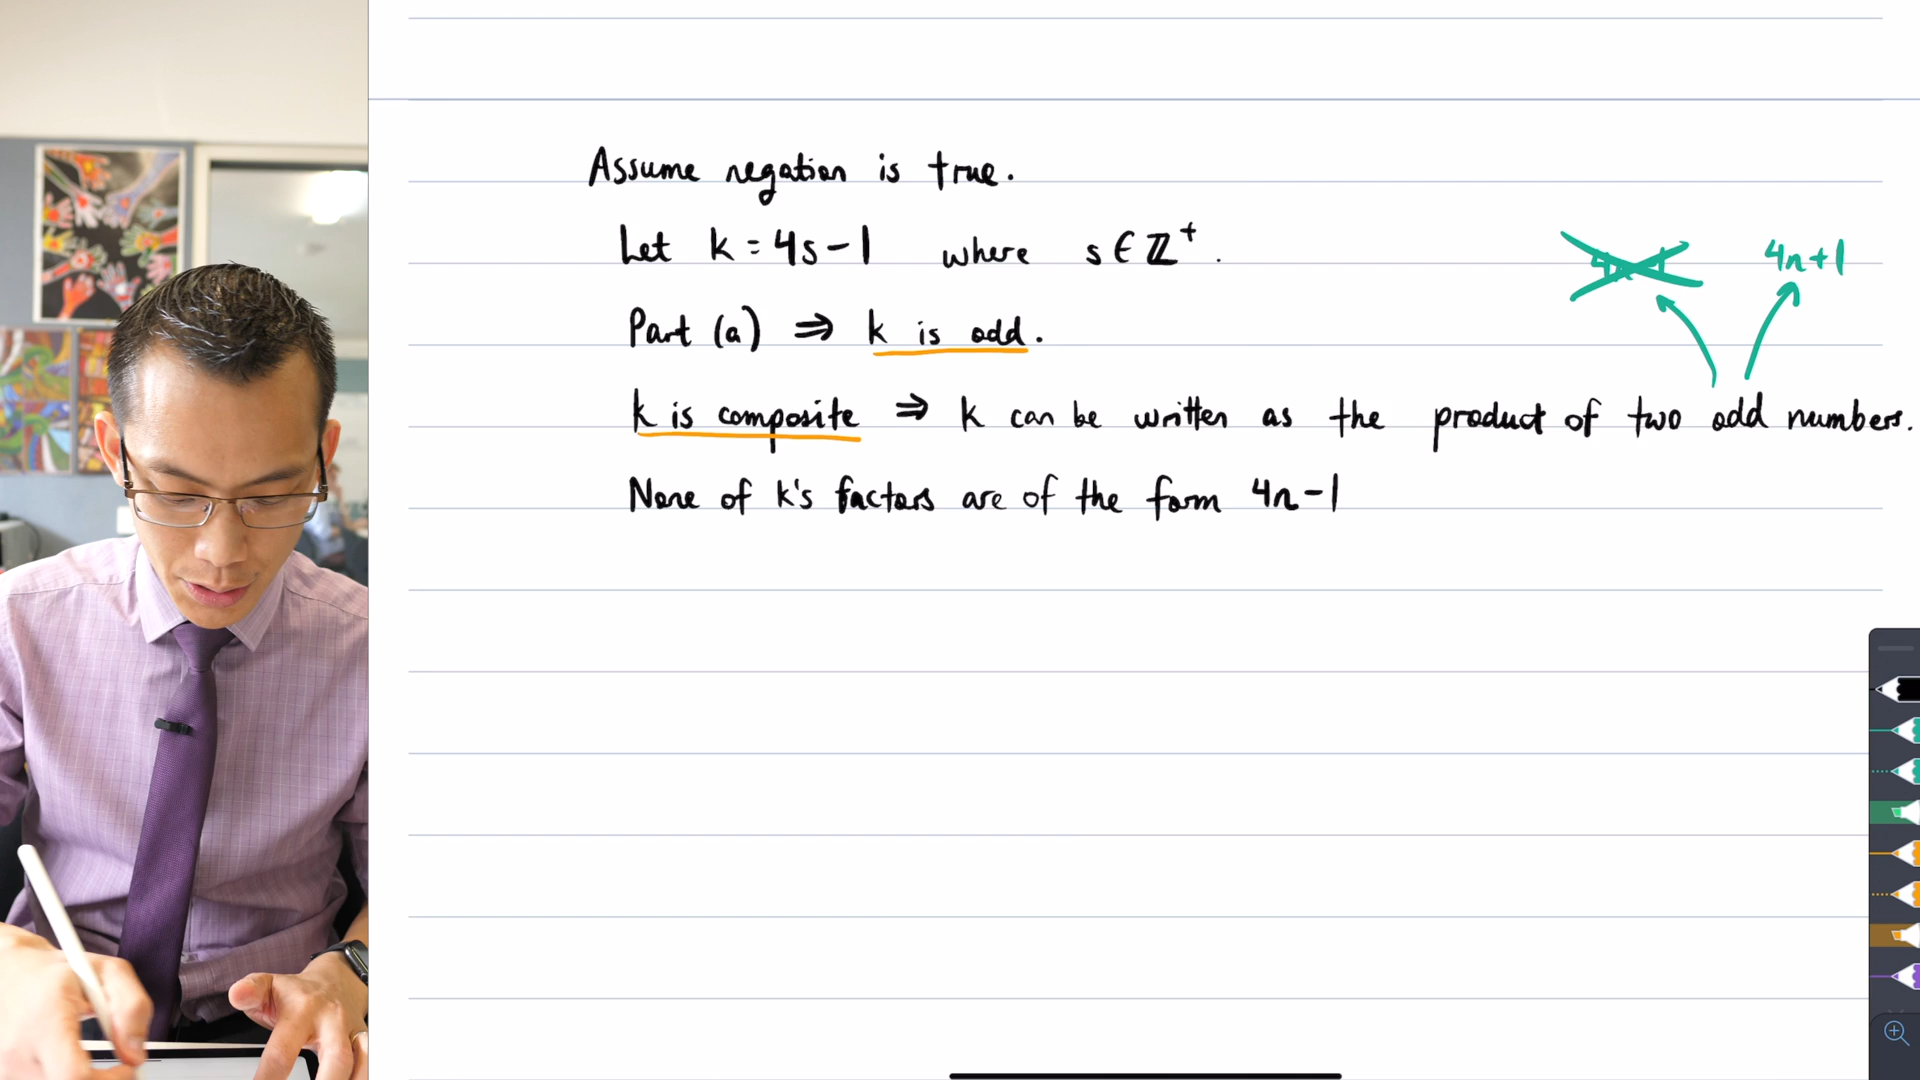 Assume negation is true.
Let k = 4s - 1 where s ∈ ℤ⁺.
4n+1
Part (a) ⇒ k is odd.
k is composite ⇒ k can be written as the product of two odd numbers.
None of k's factors are of the form 4n-1